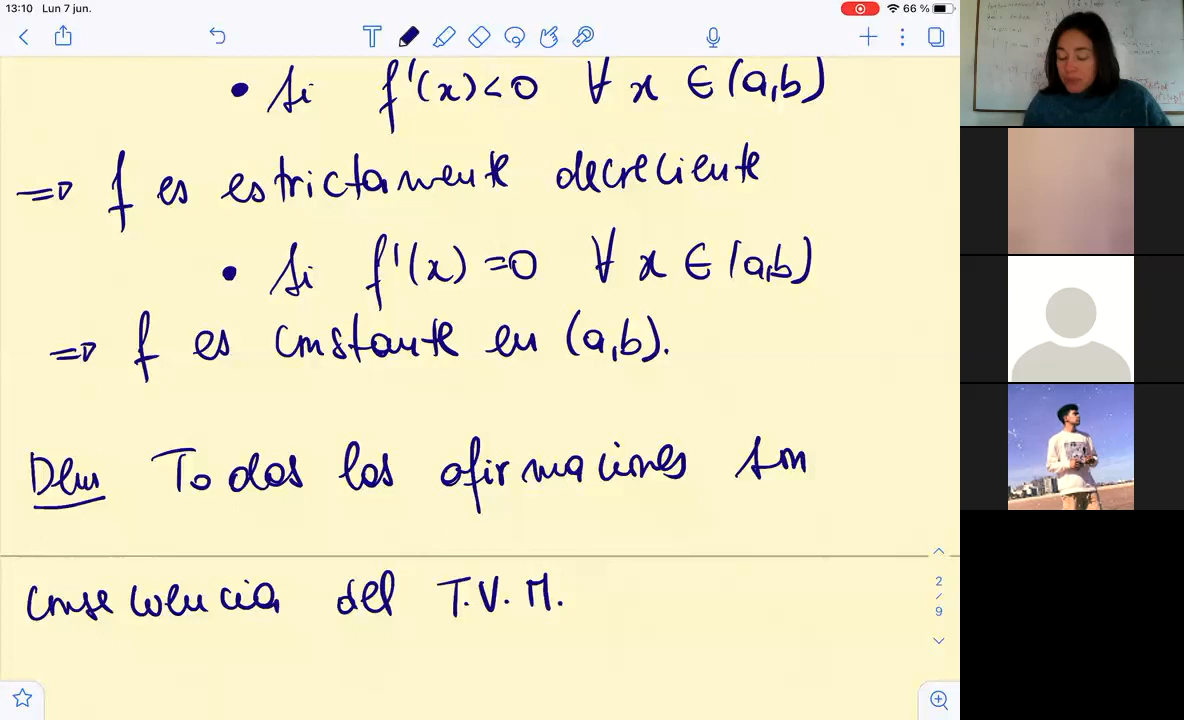 13:10 Lun 7 jun.
66 %
• Si f'(x)<0 ∀ x ∈ (a,b)
⇒ f es estrictamente decreciente
• Si f'(x) =0 ∀ x ∈ (a,b)
⇒ f es constante en (a,b).
Dem Todas las afirmaciones son
2
/
9
consecuencia del T.V.M.